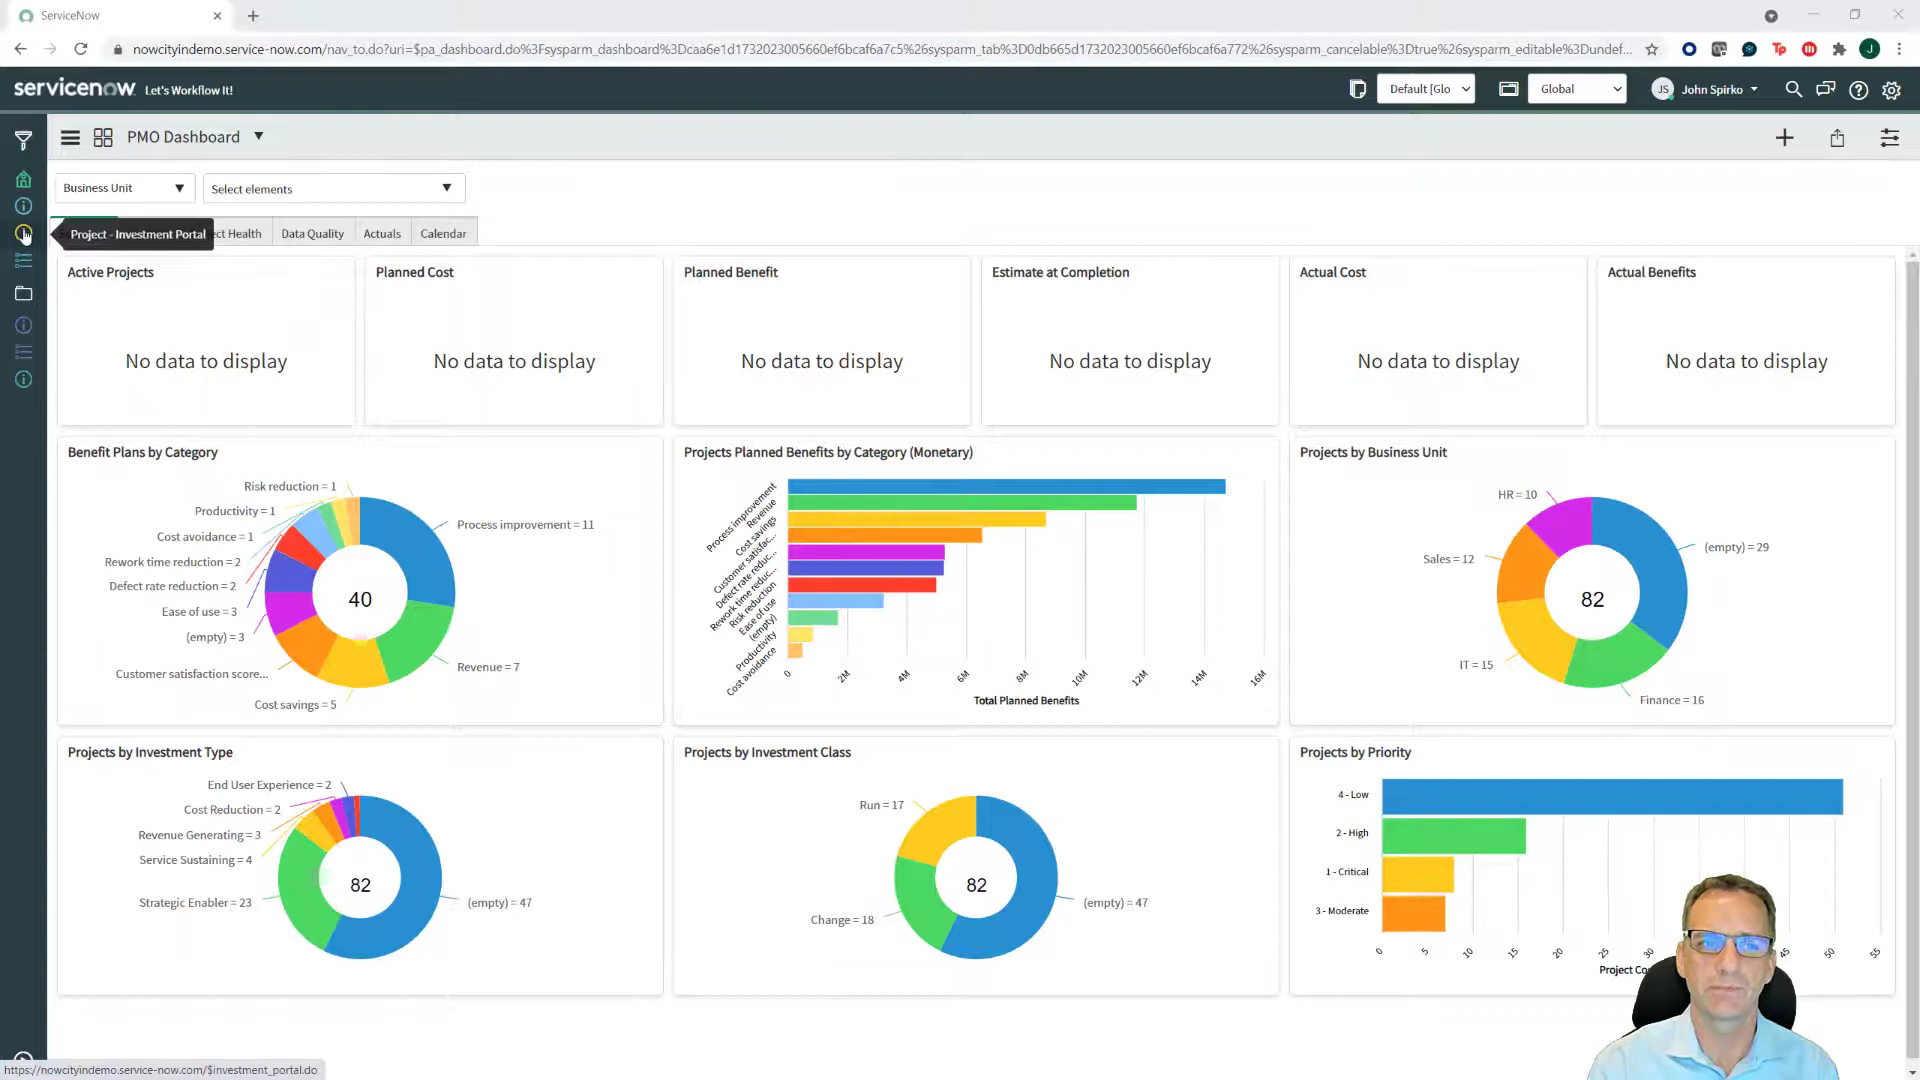 ServiceNow
nowcityindemo.service-now.com/nav_to.do?uri=$pa_dashboard.do%3Fsysparm_dashboard%3Dcaa6e1d1732023005660ef6bcaf6a7c5%26sysparm_tab%3D0db665d1732023005660ef6bcaf6a772%26sysparm_cancelable%3Dtrue%26sysparm_editable%3Dundef...
Tp
J
servicenow Let's Workflow It!
Default [Glo
Global
JS John Spirko
PMO Dashboard
Business Unit
Select elements
Project - Investment Portal
ect Health
Data Quality
Actuals
Calendar
Active Projects
No data to display
Planned Cost
No data to display
Planned Benefit
No data to display
Estimate at Completion
No data to display
Actual Cost
No data to display
Actual Benefits
No data to display
Benefit Plans by Category
Risk reduction = 1
Productivity = 1
Cost avoidance = 1
Rework time reduction = 2
Defect rate reduction = 2
Ease of use = 3
(empty) = 3
Customer satisfaction score...
Cost savings = 5
Revenue = 7
Process improvement = 11
40
Projects Planned Benefits by Category (Monetary)
Process improvement
Revenue
Cost savings
Customer satisfac...
Defect rate reduc...
Rework time reduc...
Risk reduction
Ease of use
(empty)
Productivity
Cost avoidance
0 2M 4M 6M 8M 10M 12M 14M 16M
Total Planned Benefits
Projects by Business Unit
HR = 10
Sales = 12
IT = 15
Finance = 16
(empty) = 29
82
Projects by Investment Type
End User Experience = 2
Cost Reduction = 2
Revenue Generating = 3
Service Sustaining = 4
Strategic Enabler = 23
(empty) = 47
82
Projects by Investment Class
Run = 17
Change = 18
(empty) = 47
82
Projects by Priority
4 - Low
2 - High
1 - Critical
3 - Moderate
0 5 10 15 20 25 30 45 50 55
Project Co
https://nowcityindemo.service-now.com/$investment_portal.do